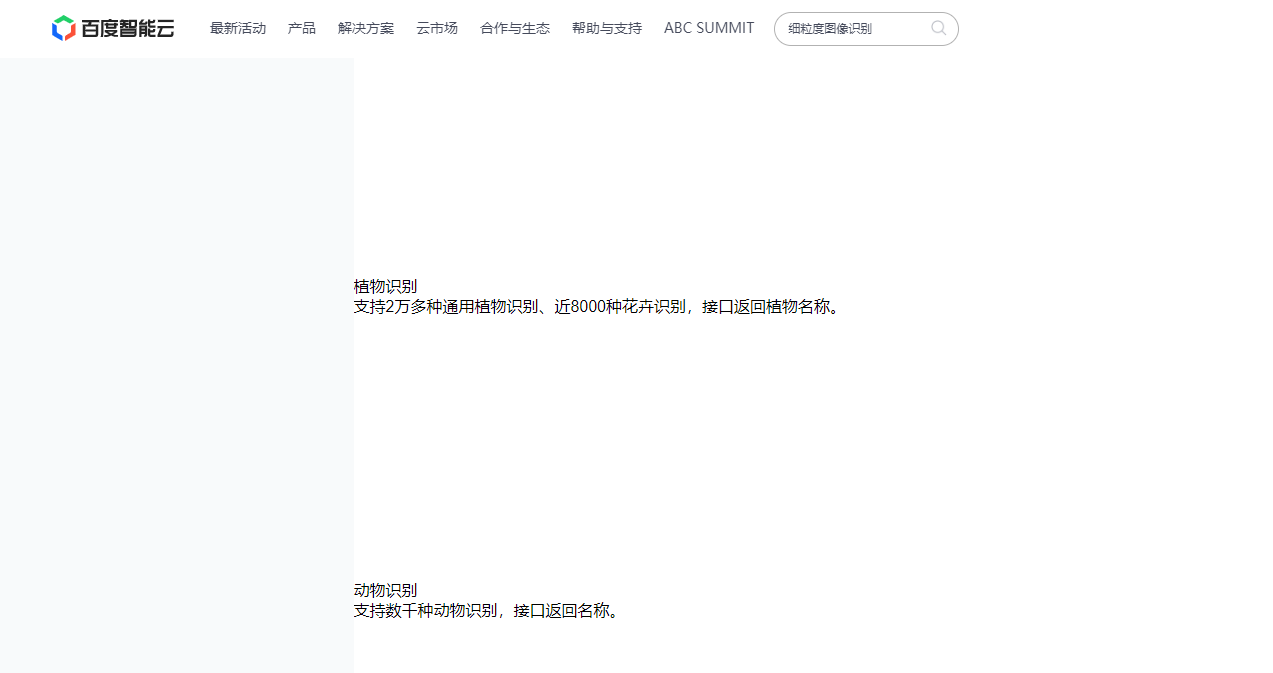 百度智能云 最新活动 产品 解决方案 云市场 合作与生态 帮助与支持 ABC SUMMIT 细粒度图像识别
植物识别
支持2万多种通用植物识别、近8000种花卉识别，接口返回植物名称。
动物识别
支持数千种动物识别，接口返回名称。